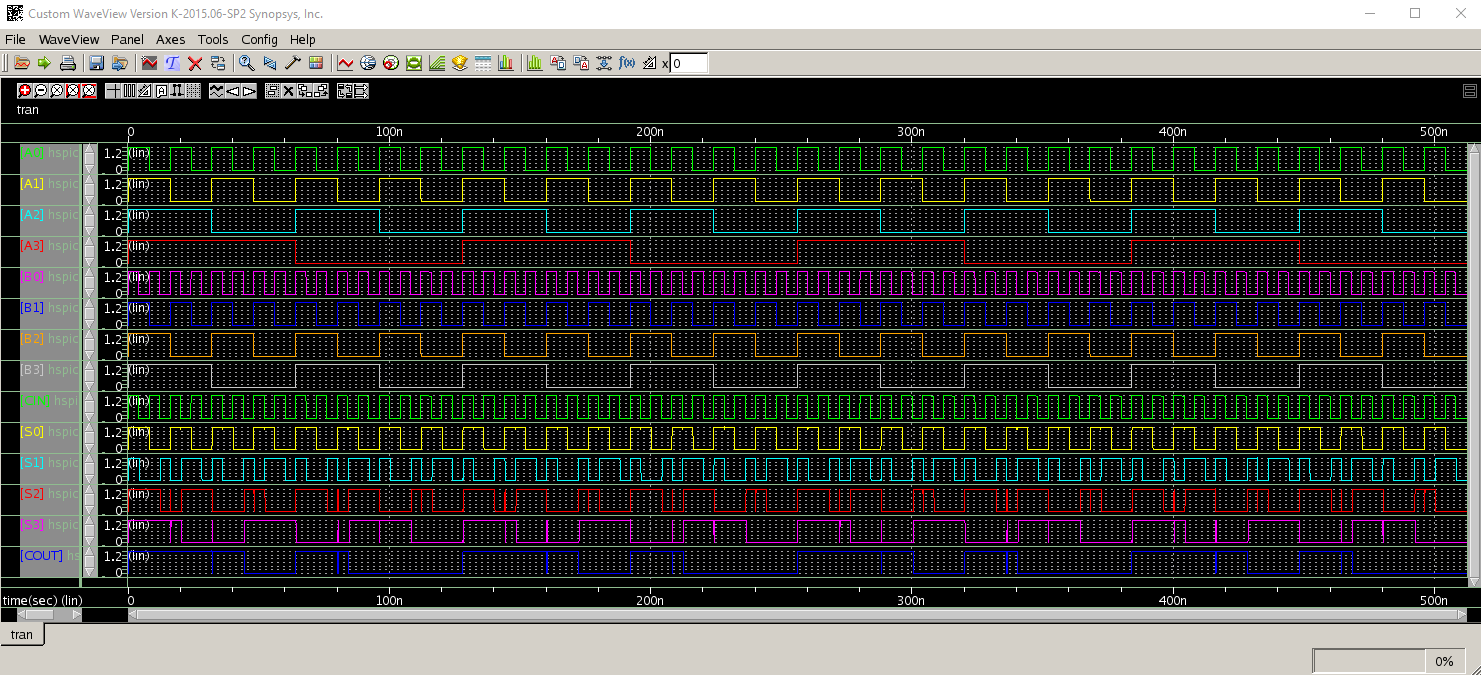 Custom WaveView Version K-2015.06-SP2 Synopsys, Inc.
File WaveView Panel Axes Tools Config Help
x 0
tran
0 100n 200n 300n 400n 500n
[A0] hspic 1.2 0 (lin)
[A1] hspic 1.2 0 (lin)
[A2] hspic 1.2 0 (lin)
[A3] hspic 1.2 0 (lin)
[B0] hspic 1.2 0 (lin)
[B1] hspic 1.2 0 (lin)
[B2] hspic 1.2 0 (lin)
[B3] hspic 1.2 0 (lin)
[CIN] hspi 1.2 0 (lin)
[S0] hspic 1.2 0 (lin)
[S1] hspic 1.2 0 (lin)
[S2] hspic 1.2 0 (lin)
[S3] hspic 1.2 0 (lin)
[COUT] hs 1.2 0 (lin)
time(sec) (lin) 0 100n 200n 300n 400n 500n
tran
0%